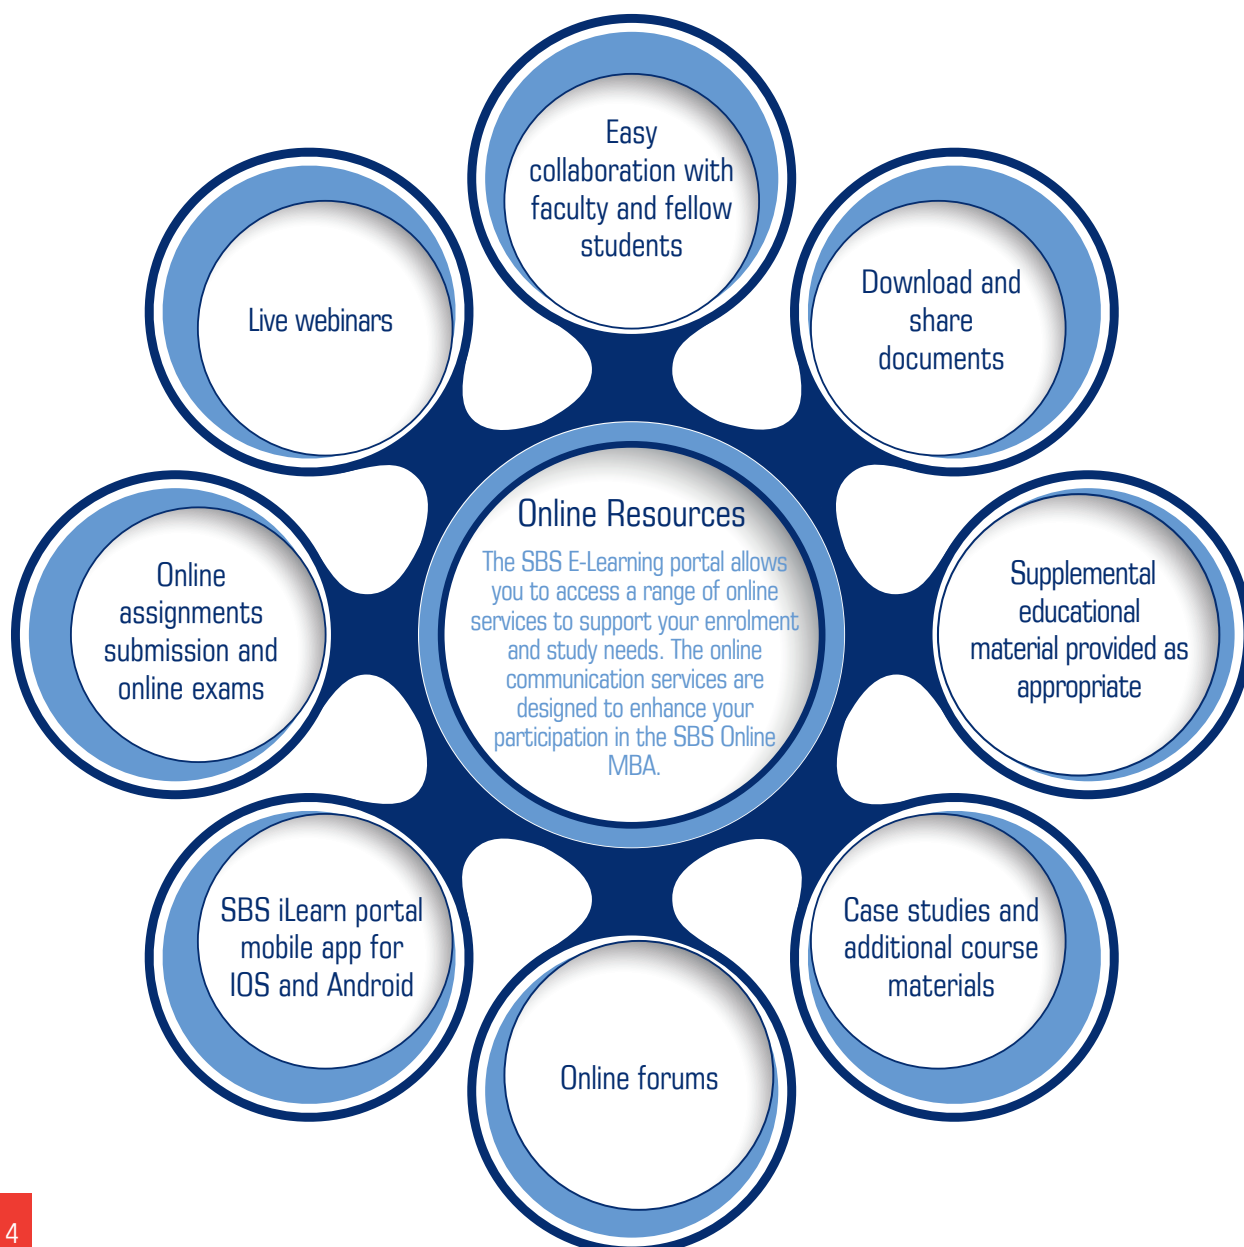 Easy
collaboration with
faculty and fellow
students
Download and
share
documents
Live webinars
Online Resources
The SBS E-Learning portal allows
you to access a range of online
services to support your enrolment
and study needs. The online
communication services are
designed to enhance your
participation in the SBS Online
MBA.
Supplemental
educational
material provided as
appropriate
Online
assignments
submission and
online exams
Case studies and
additional course
materials
SBS iLearn portal
mobile app for
IOS and Android
Online forums
4